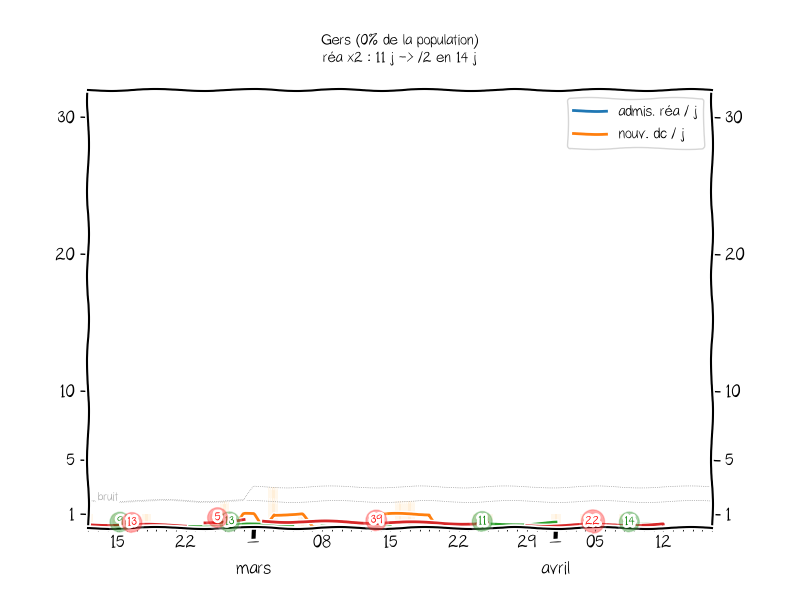 Gers (0% de la population)
réa x2 : 11 j -> /2 en 14 j
admis. réa / j
nouv. dc / j
30 30
20 20
10 10
5 5
bruit
1 1
9 13 5 13 39 11 22 14
15 22 — 08 15 22 29 — 05 12
mars avril